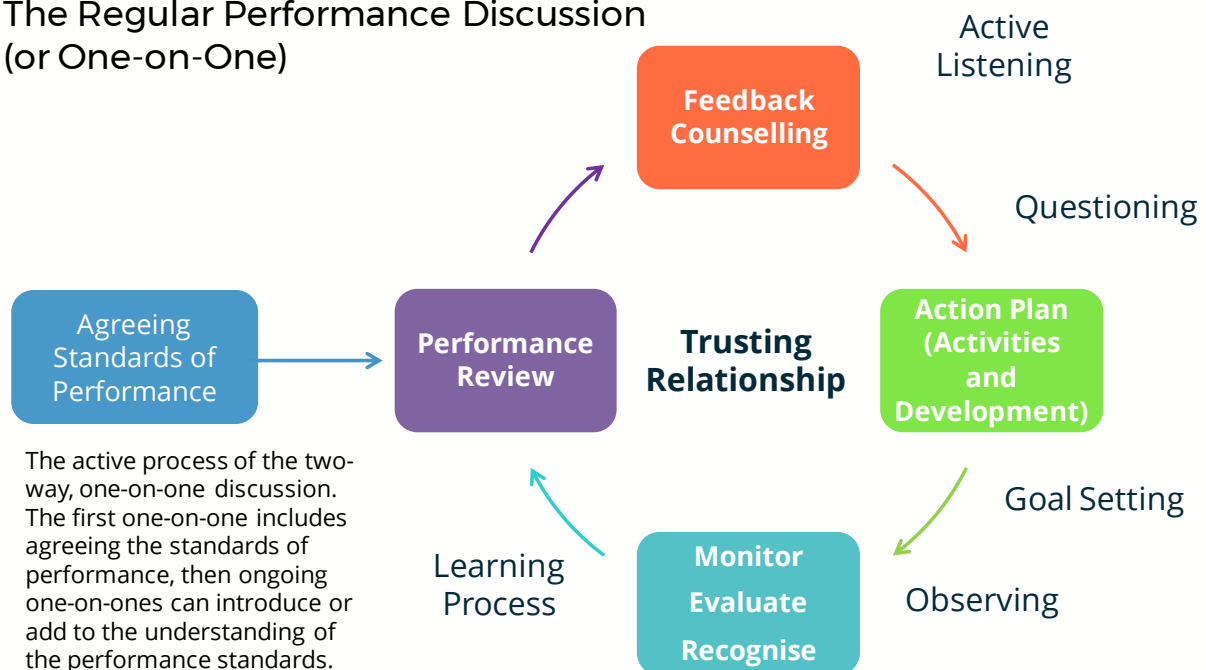 The Regular Performance Discussion
(or One-on-One)
Active
Listening
Feedback
Counselling
Questioning
Agreeing
Standards of
Performance
Performance
Review
Trusting
Relationship
Action Plan
(Activities
and
Development)
The active process of the two-
way, one-on-one discussion.
The first one-on-one includes
agreeing the standards of
performance, then ongoing
one-on-ones can introduce or
add to the understanding of
the performance standards.
Learning
Process
Monitor
Evaluate
Recognise
Goal Setting
Observing